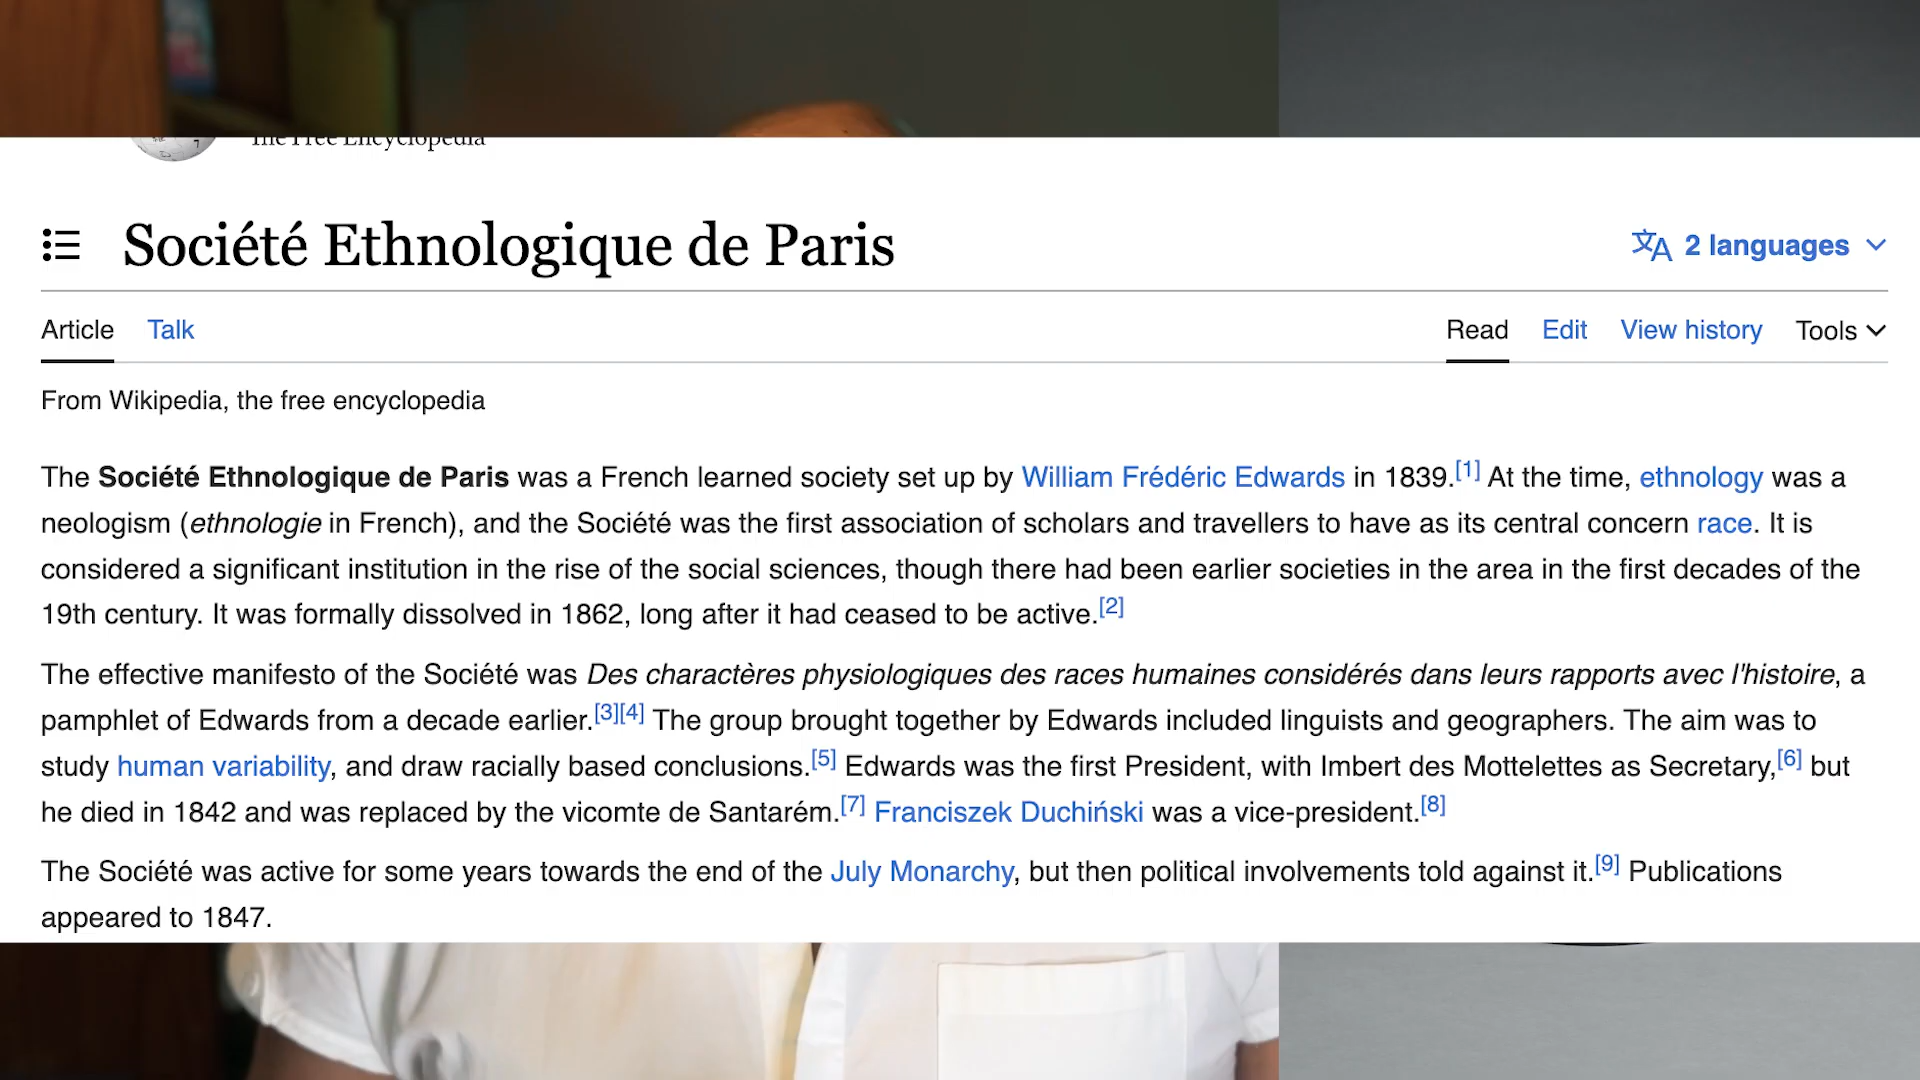 The Free Encyclopedia
Société Ethnologique de Paris
2 languages
Article Talk Read Edit View history Tools
From Wikipedia, the free encyclopedia
The Société Ethnologique de Paris was a French learned society set up by William Frédéric Edwards in 1839.[1] At the time, ethnology was a
neologism (ethnologie in French), and the Société was the first association of scholars and travellers to have as its central concern race. It is
considered a significant institution in the rise of the social sciences, though there had been earlier societies in the area in the first decades of the
19th century. It was formally dissolved in 1862, long after it had ceased to be active.[2]
The effective manifesto of the Société was Des charactères physiologiques des races humaines considérés dans leurs rapports avec l'histoire, a
pamphlet of Edwards from a decade earlier.[3][4] The group brought together by Edwards included linguists and geographers. The aim was to
study human variability, and draw racially based conclusions.[5] Edwards was the first President, with Imbert des Mottelettes as Secretary,[6] but
he died in 1842 and was replaced by the vicomte de Santarém.[7] Franciszek Duchiński was a vice-president.[8]
The Société was active for some years towards the end of the July Monarchy, but then political involvements told against it.[9] Publications
appeared to 1847.